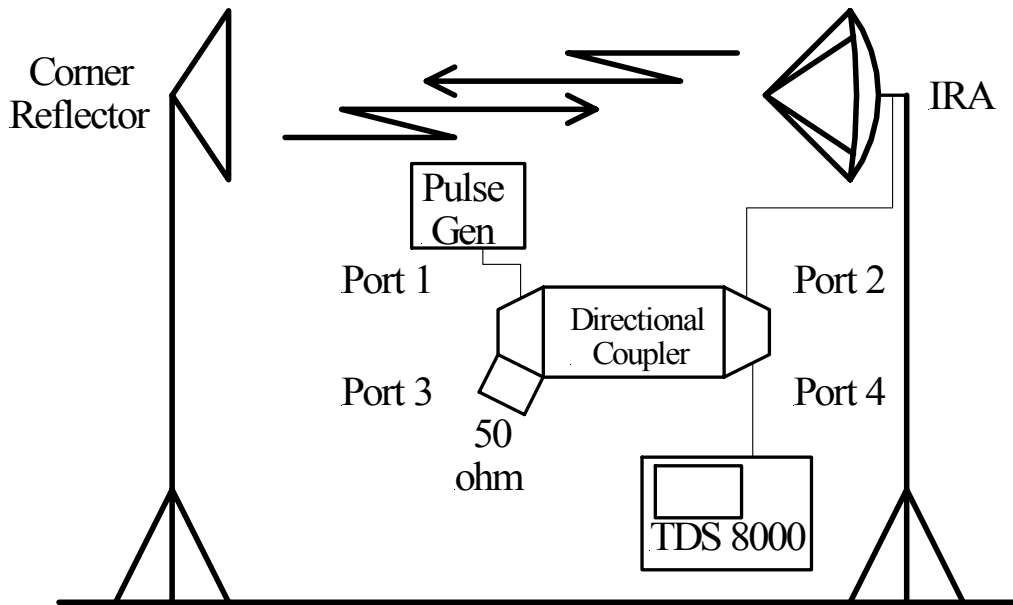 Corner
Reflector
IRA
Pulse
Gen
Port 1
Port 2
Directional
Coupler
Port 3
Port 4
50
ohm
TDS 8000